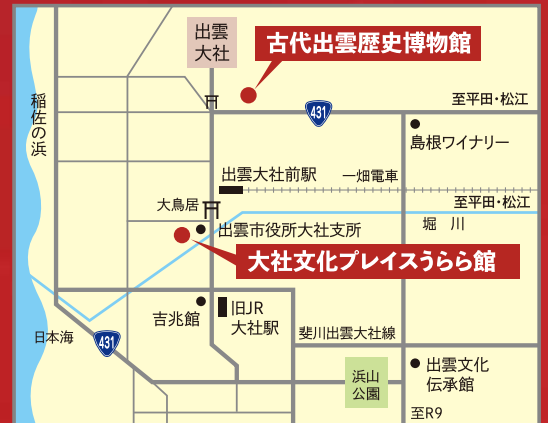 出雲
大社
古代出雲歴史博物館
稲佐の浜
431
至平田・松江
島根ワイナリー
出雲大社前駅
一畑電車
大鳥居
至平田・松江
出雲市役所大社支所
堀 川
大社文化プレイスうらら館
吉兆館
旧JR
大社駅
日本海
431
斐川出雲大社線
浜山
公園
出雲文化
伝承館
至R9